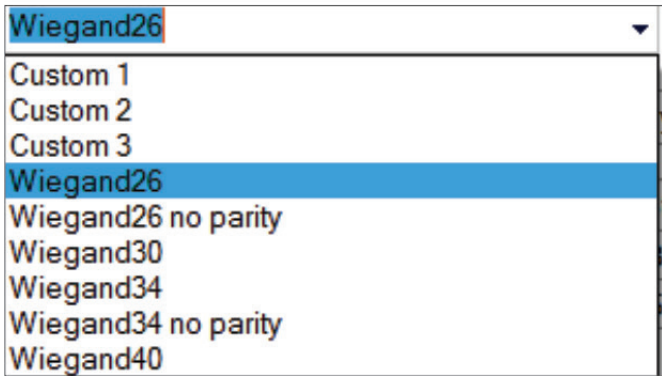 Wiegand26
Custom 1
Custom 2
Custom 3
Wiegand26
Wiegand26 no parity
Wiegand30
Wiegand34
Wiegand34 no parity
Wiegand40